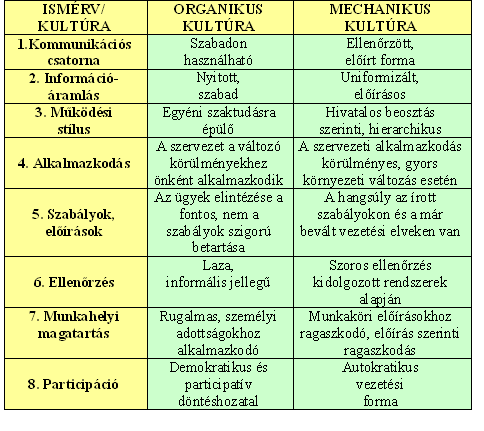 ISMÉRV/
KULTÚRA
ORGANIKUS
KULTÚRA
MECHANIKUS
KULTÚRA
1.Kommunikációs
csatorna
Szabadon
használható
Ellenőrzött,
előírt forma
2. Információ-
áramlás
Nyitott,
szabad
Uniformizált,
előírásos
3. Működési
stílus
Egyéni szaktudásra
épülő
Hivatalos beosztás
szerinti, hierarchikus
4. Alkalmazkodás
A szervezet a változó
körülményekhez
önként alkalmazkodik
A szervezeti alkalmazkodás
körülményes, gyors
környezeti változás esetén
5. Szabályok,
előírások
Az ügyek elintézése a
fontos, nem a
szabályok szigorú
betartása
A hangsúly az írott
szabályokon és a már
bevált vezetési elveken van
6. Ellenőrzés
Laza,
informális jellegű
Szoros ellenőrzés
kidolgozott rendszerek
alapján
7. Munkahelyi
magatartás
Rugalmas, személyi
adottságokhoz
alkalmazkodó
Munkaköri előírásokhoz
ragaszkodó, előírás szerinti
ragaszkodás
8. Participáció
Demokratikus és
participatív
döntéshozatal
Autokratikus
vezetési
forma